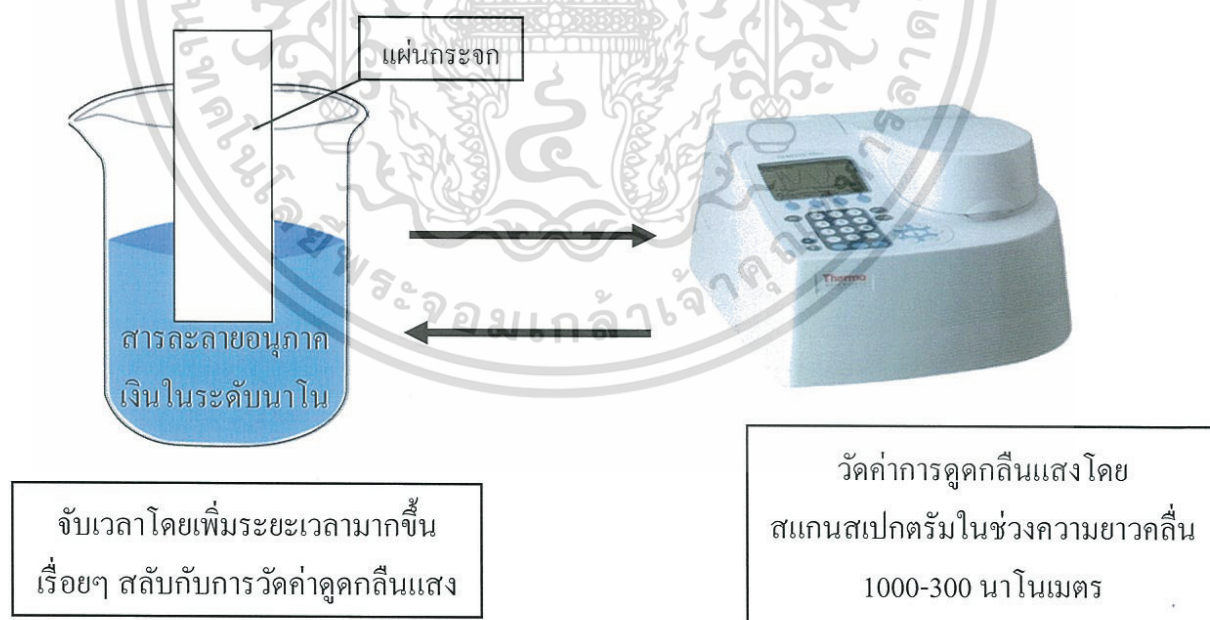 แผ่นกระจก
สารละลายอนุภาค
เงินในระดับนาโน
Thermo
จับเวลาโดยเพิ่มระยะเวลามากขึ้น
เรื่อยๆ สลับกับการวัดค่าดูดกลืนแสง
วัดค่าการดูดกลืนแสงโดย
สแกนสเปกตรัมในช่วงความยาวคลื่น
1000-300 นาโนเมตร